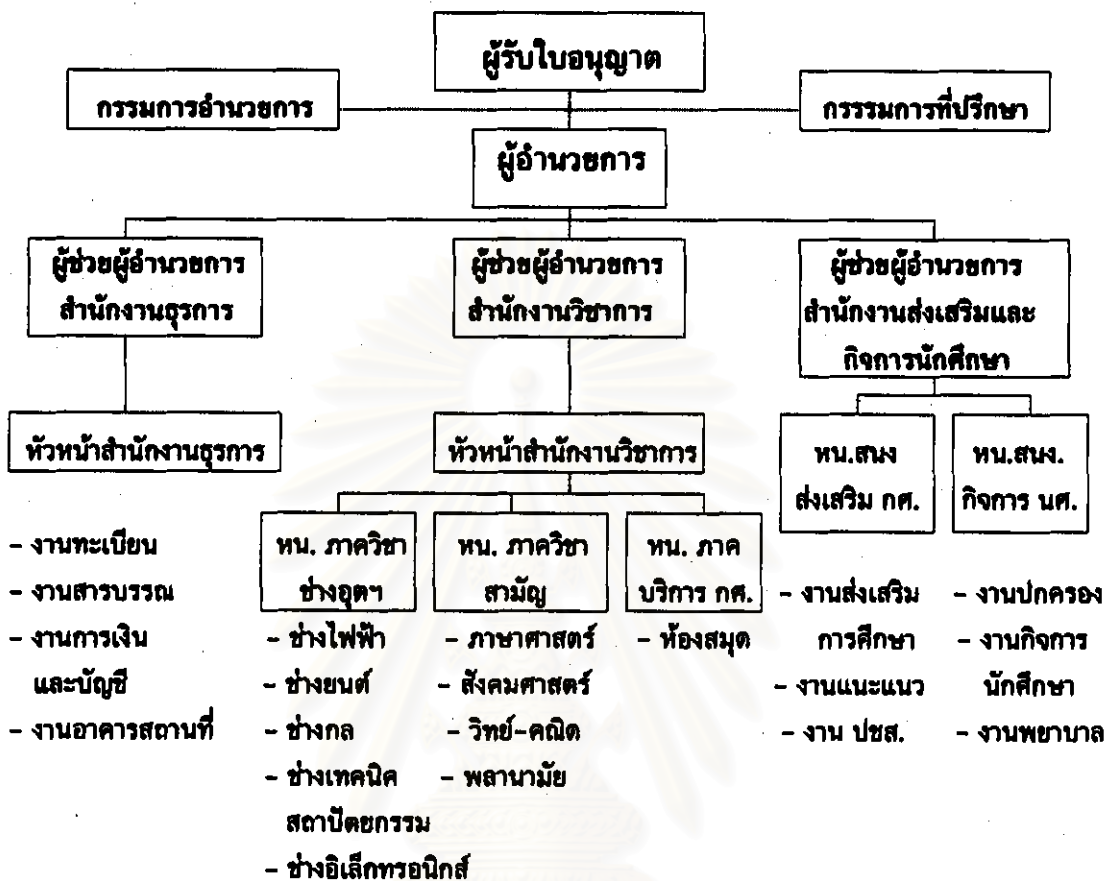 ผู้รับใบอนุญาต
กรรมการอำนวยการ
กรรรมการที่ปรึกษา
ผู้อำนวยการ
ผู้ช่วยผู้อำนวยการ
สำนักงานธุรการ
ผู้ช่วยผู้อำนวยการ
สำนักงานวิชาการ
ผู้ช่วยผู้อำนวยการ
สำนักงานส่งเสริมและ
กิจการนักศึกษา
หัวหน้าสำนักงานธุรการ
หัวหน้าสำนักงานวิชาการ
หน.สนง
ส่งเสริม กศ.
หน.สนง.
กิจการ นศ.
- งานทะเบียน
- งานสารบรรณ
- งานการเงิน
และบัญชี
- งานอาคารสถานที่
หน. ภาควิชา
ช่างอุตฯ
- ช่างไฟฟ้า
- ช่างยนต์
- ช่างกล
- ช่างเทคนิค
สถาปัตยกรรม
- ช่างอิเล็กทรอนิกส์
หน. ภาควิชา
สามัญ
- ภาษาศาสตร์
- สังคมศาสตร์
- วิทย์-คณิต
- พลานามัย
หน. ภาค
บริการ กศ.
- ห้องสมุด
- งานส่งเสริม
การศึกษา
- งานแนะแนว
- งาน ปชส.
- งานปกครอง
- งานกิจการ
นักศึกษา
- งานพยาบาล